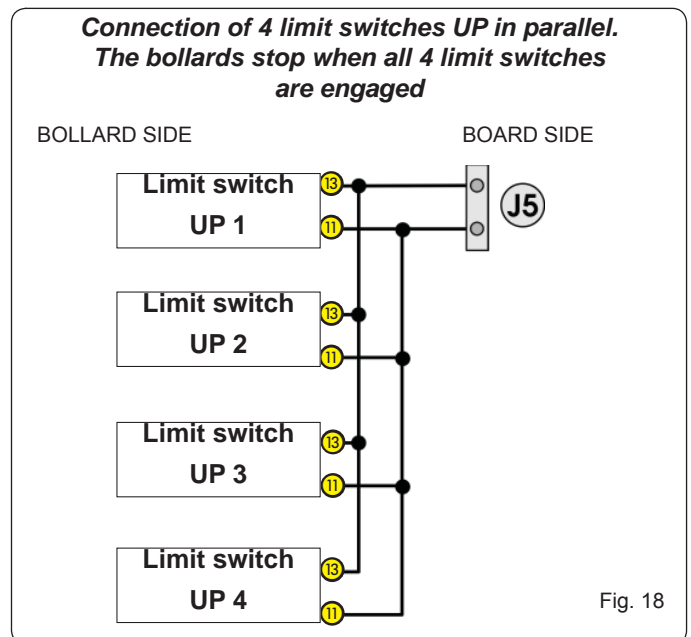 Connection of 4 limit switches UP in parallel.
The bollards stop when all 4 limit switches
are engaged
BOLLARD SIDE
BOARD SIDE
Limit switch
UP 1
13
11
J5
Limit switch
UP 2
13
11
Limit switch
UP 3
13
11
Limit switch
UP 4
13
11
Fig. 18